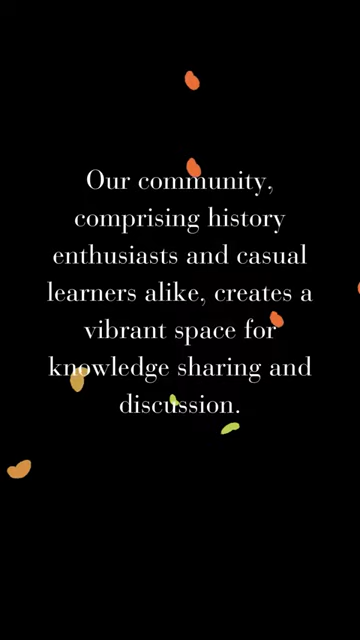 Our community,
comprising history
enthusiasts and casual
learners alike, creates a
vibrant space for
knowledge sharing and
discussion.